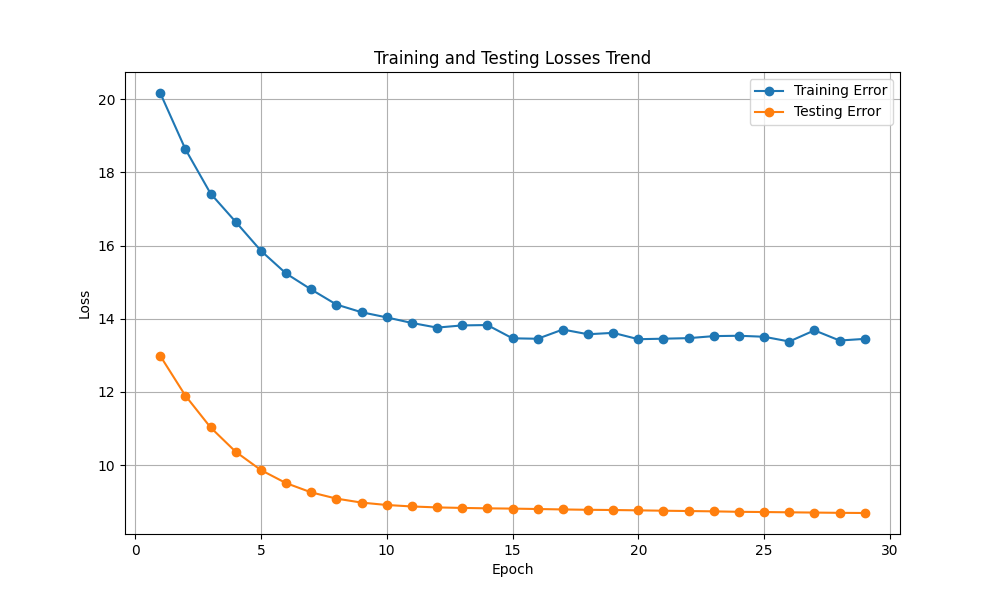 Training and Testing Losses Trend
Training Error
Testing Error
Loss
20
18
16
14
12
10
0 5 10 15 20 25 30
Epoch